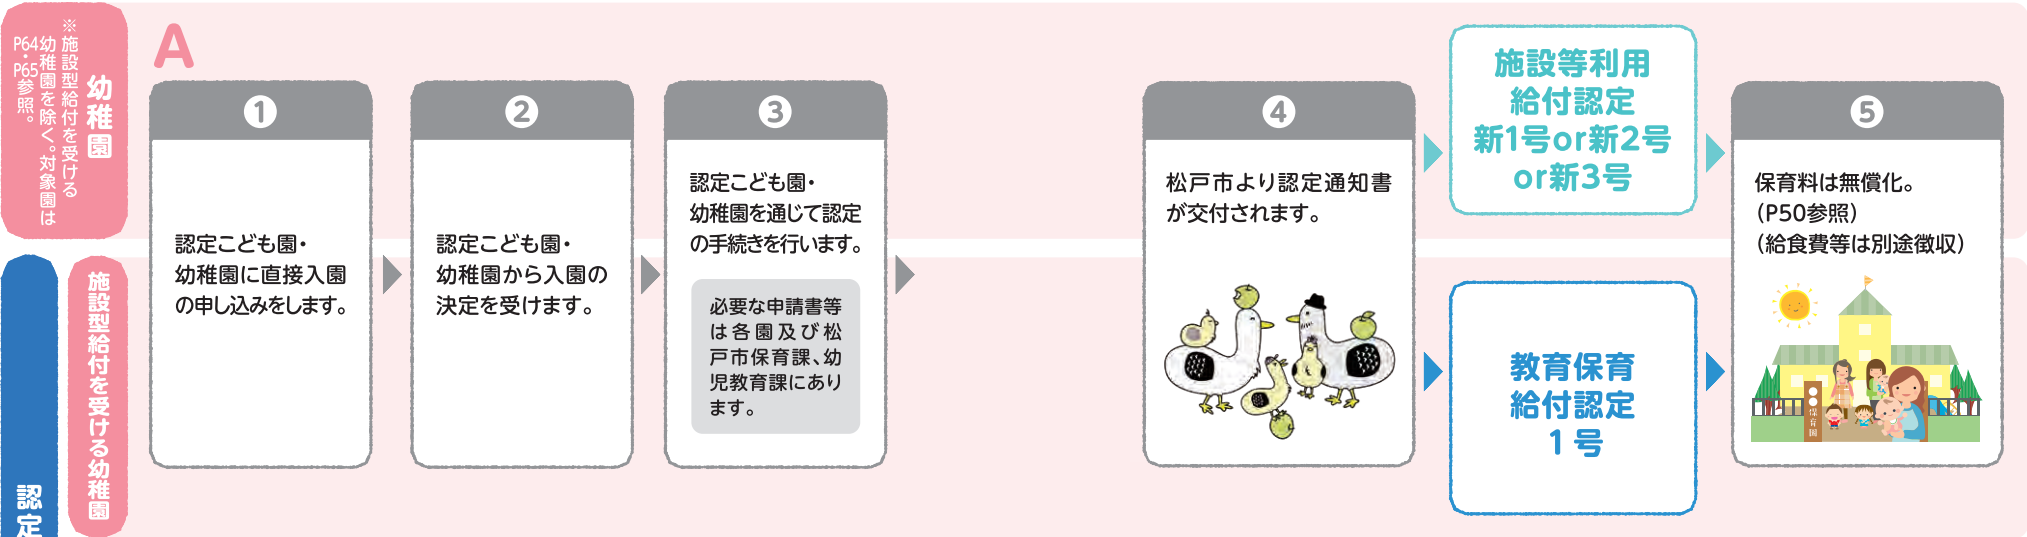 幼稚園
※施設型給付を受ける
幼稚園を除く。対象園は
P64・P65参照。
A
1
認定こども園・
幼稚園に直接入園
の申し込みをします。
2
認定こども園・
幼稚園から入園の
決定を受けます。
3
認定こども園・
幼稚園を通じて認定
の手続きを行います。
必要な申請書等
は各園及び松
戸市保育課、幼
児教育課にあり
ます。
4
松戸市より認定通知書
が交付されます。
施設等利用
給付認定
新1号or新2号
or新3号
5
保育料は無償化。
（P50参照）
（給食費等は別途徴収）
●●保育園
施設型給付を受ける幼稚園
教育保育
給付認定
1号
認定